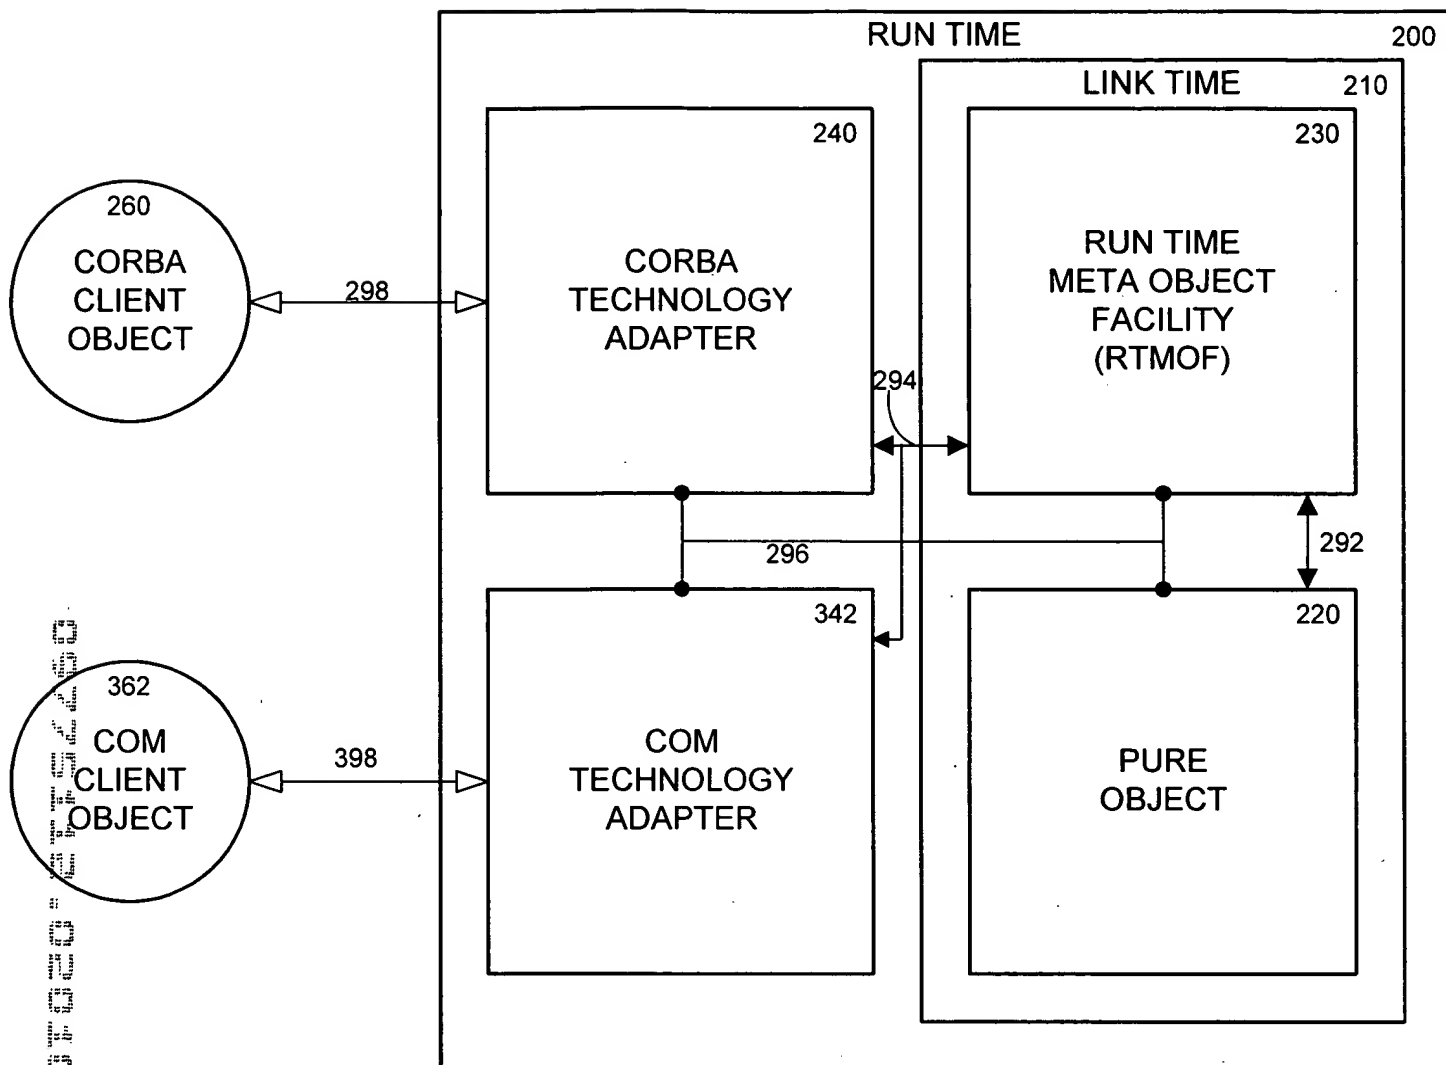 RUN TIME
200
LINK TIME
210
240
230
260
CORBA
CLIENT
OBJECT
298
CORBA
TECHNOLOGY
ADAPTER
RUN TIME
META OBJECT
FACILITY
(RTMOF)
294
296
292
342
220
362
COM
CLIENT
OBJECT
398
COM
TECHNOLOGY
ADAPTER
PURE
OBJECT